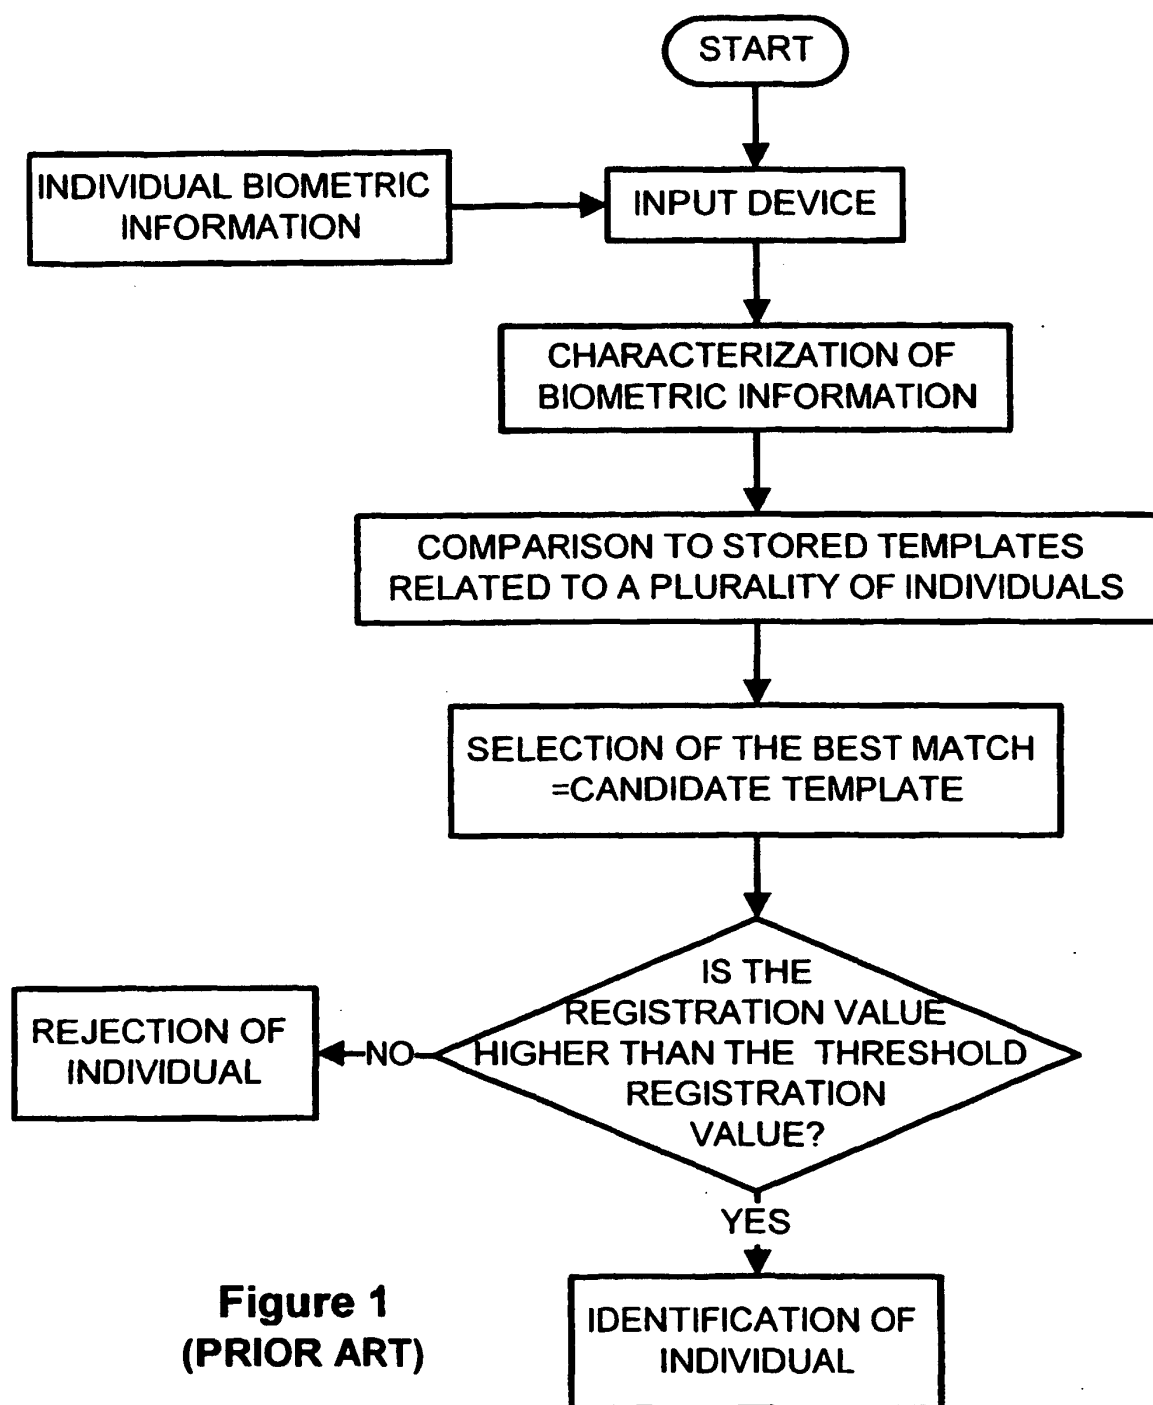 START
INDIVIDUAL BIOMETRIC
INFORMATION
INPUT DEVICE
CHARACTERIZATION OF
BIOMETRIC INFORMATION
COMPARISON TO STORED TEMPLATES
RELATED TO A PLURALITY OF INDIVIDUALS
SELECTION OF THE BEST MATCH
=CANDIDATE TEMPLATE
IS THE
REGISTRATION VALUE
HIGHER THAN THE THRESHOLD
REGISTRATION
VALUE?
NO
REJECTION OF
INDIVIDUAL
YES
IDENTIFICATION OF
INDIVIDUAL
Figure 1
(PRIOR ART)